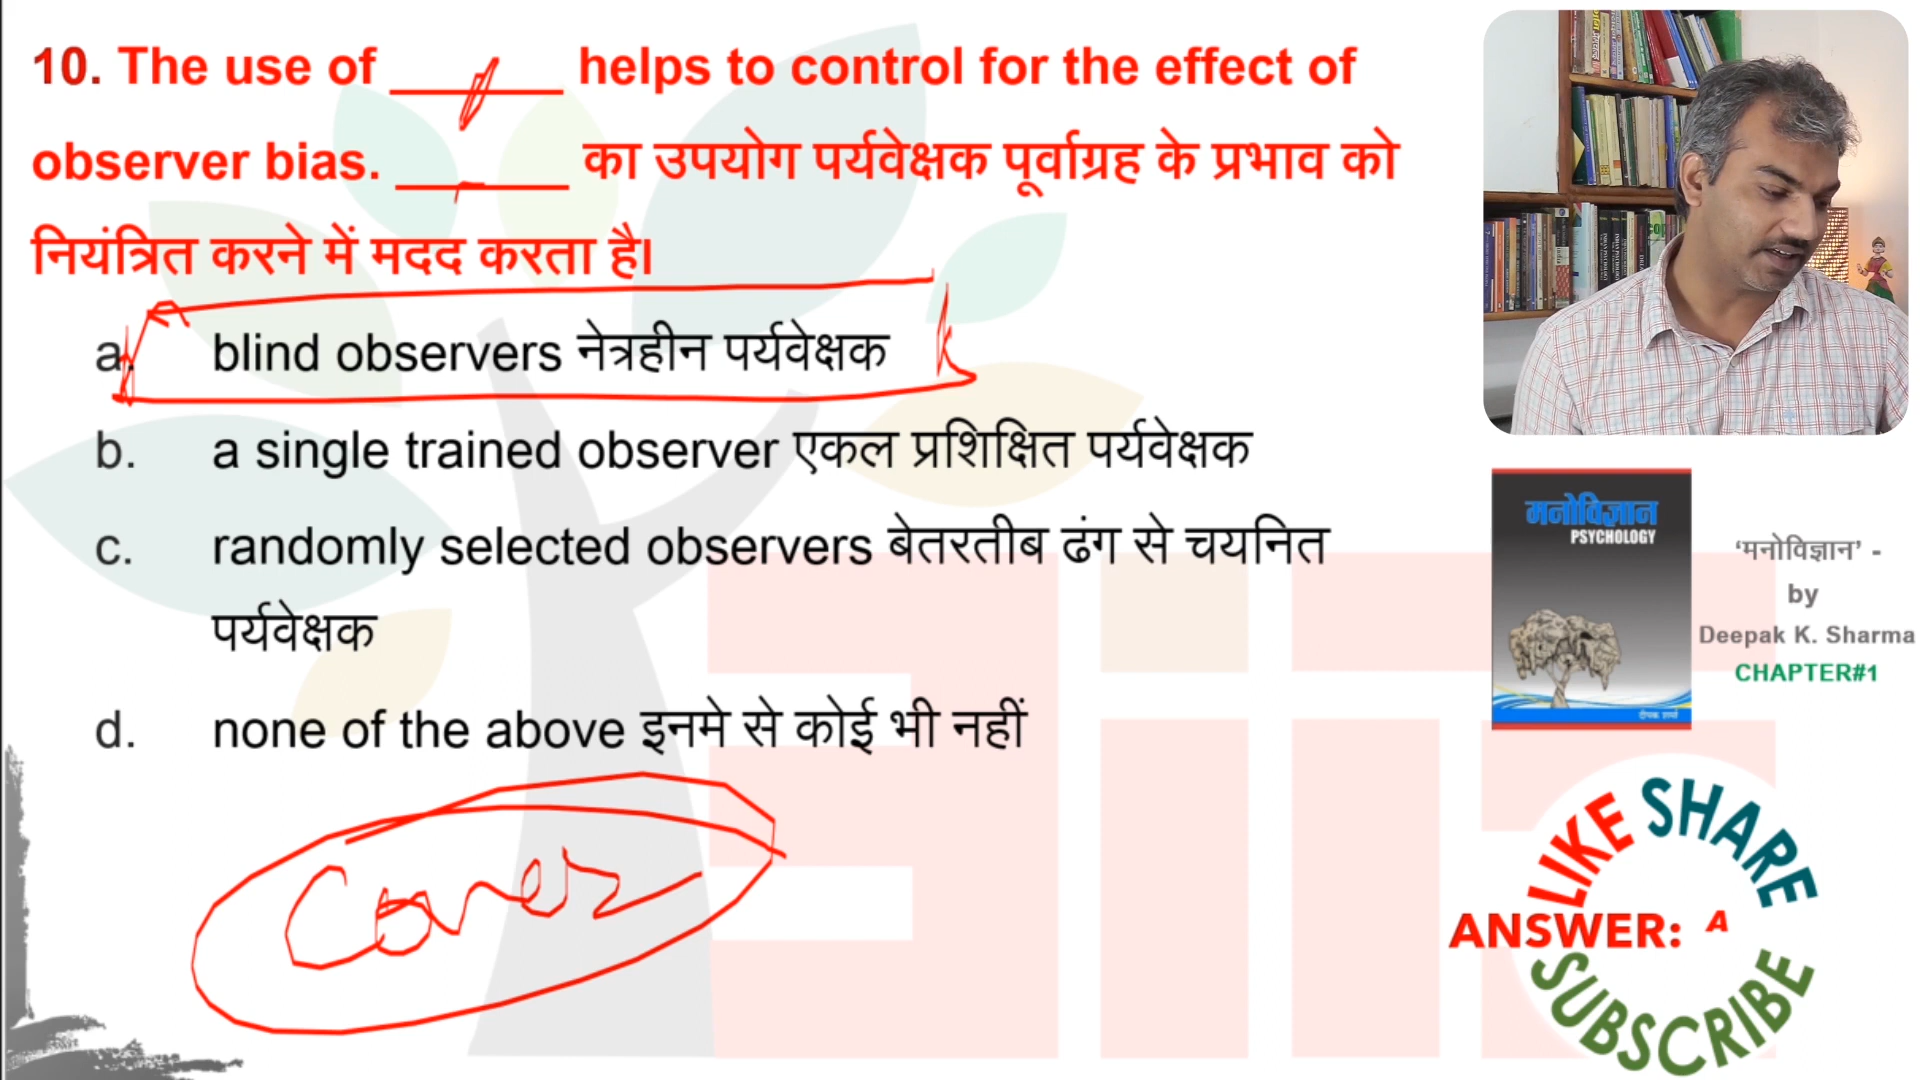 10. The use of ______ helps to control for the effect of
observer bias. ______ का उपयोग पर्यवेक्षक पूर्वाग्रह के प्रभाव को
नियंत्रित करने में मदद करता है।
a. blind observers नेत्रहीन पर्यवेक्षक
b. a single trained observer एकल प्रशिक्षित पर्यवेक्षक
c. randomly selected observers बेतरतीब ढंग से चयनित
पर्यवेक्षक
d. none of the above इनमे से कोई भी नहीं
मनोविज्ञान
PSYCHOLOGY
‘मनोविज्ञान’ -
by
Deepak K. Sharma
CHAPTER#1
LIKE SHARE
ANSWER: A
SUBSCRIBE